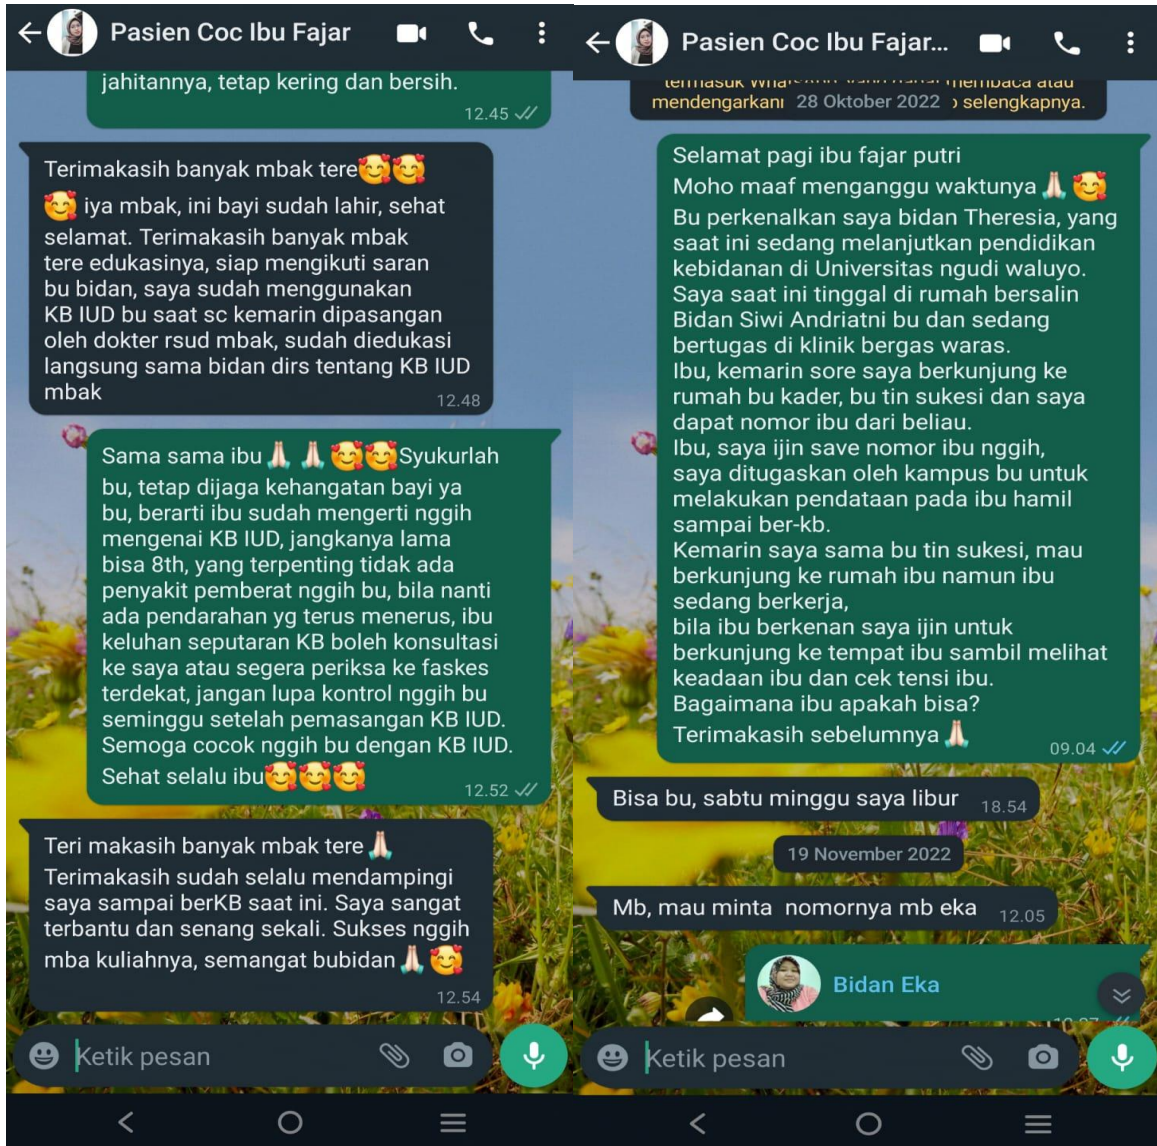 Pasien Coc Ibu Fajar
jahitannya, tetap kering dan bersih.
12.45
Terimakasih banyak mbak tere🥰🥰
🥰 iya mbak, ini bayi sudah lahir, sehat
selamat. Terimakasih banyak mbak
tere edukasinya, siap mengikuti saran
bu bidan, saya sudah menggunakan
KB IUD bu saat sc kemarin dipasangan
oleh dokter rsud mbak, sudah diedukasi
langsung sama bidan dirs tentang KB IUD
mbak
12.48
Sama sama ibu🙏🏻 🙏🏻 🥰🥰Syukurlah
bu, tetap dijaga kehangatan bayi ya
bu, berarti ibu sudah mengerti nggih
mengenai KB IUD, jangkanya lama
bisa 8th, yang terpenting tidak ada
penyakit pemberat nggih bu, bila nanti
ada pendarahan yg terus menerus, ibu
keluhan seputaran KB boleh konsultasi
ke saya atau segera periksa ke faskes
terdekat, jangan lupa kontrol nggih bu
seminggu setelah pemasangan KB IUD.
Semoga cocok nggih bu dengan KB IUD.
Sehat selalu ibu🥰🥰🥰
12.52
Teri makasih banyak mbak tere🙏🏻
Terimakasih sudah selalu mendampingi
saya sampai berKB saat ini. Saya sangat
terbantu dan senang sekali. Sukses nggih
mba kuliahnya, semangat bubidan🙏🏻🥰
12.54
Ketik pesan
Pasien Coc Ibu Fajar...
termasuk membaca atau
mendengarkan 28 Oktober 2022 selengkapnya.
Selamat pagi ibu fajar putri
Moho maaf menganggu waktunya🙏🏻🥰
Bu perkenalkan saya bidan Theresia, yang
saat ini sedang melanjutkan pendidikan
kebidanan di Universitas ngudi waluyo.
Saya saat ini tinggal di rumah bersalin
Bidan Siwi Andriatni bu dan sedang
bertugas di klinik bergas waras.
Ibu, kemarin sore saya berkunjung ke
rumah bu kader, bu tin sukesi dan saya
dapat nomor ibu dari beliau.
Ibu, saya ijin save nomor ibu nggih,
saya ditugaskan oleh kampus bu untuk
melakukan pendataan pada ibu hamil
sampai ber-kb.
Kemarin saya sama bu tin sukesi, mau
berkunjung ke rumah ibu namun ibu
sedang berkerja,
bila ibu berkenan saya ijin untuk
berkunjung ke tempat ibu sambil melihat
keadaan ibu dan cek tensi ibu.
Bagaimana ibu apakah bisa?
Terimakasih sebelumnya🙏🏻
09.04
Bisa bu, sabtu minggu saya libur
18.54
19 November 2022
Mb, mau minta  nomornya mb eka
12.05
Bidan Eka
Ketik pesan